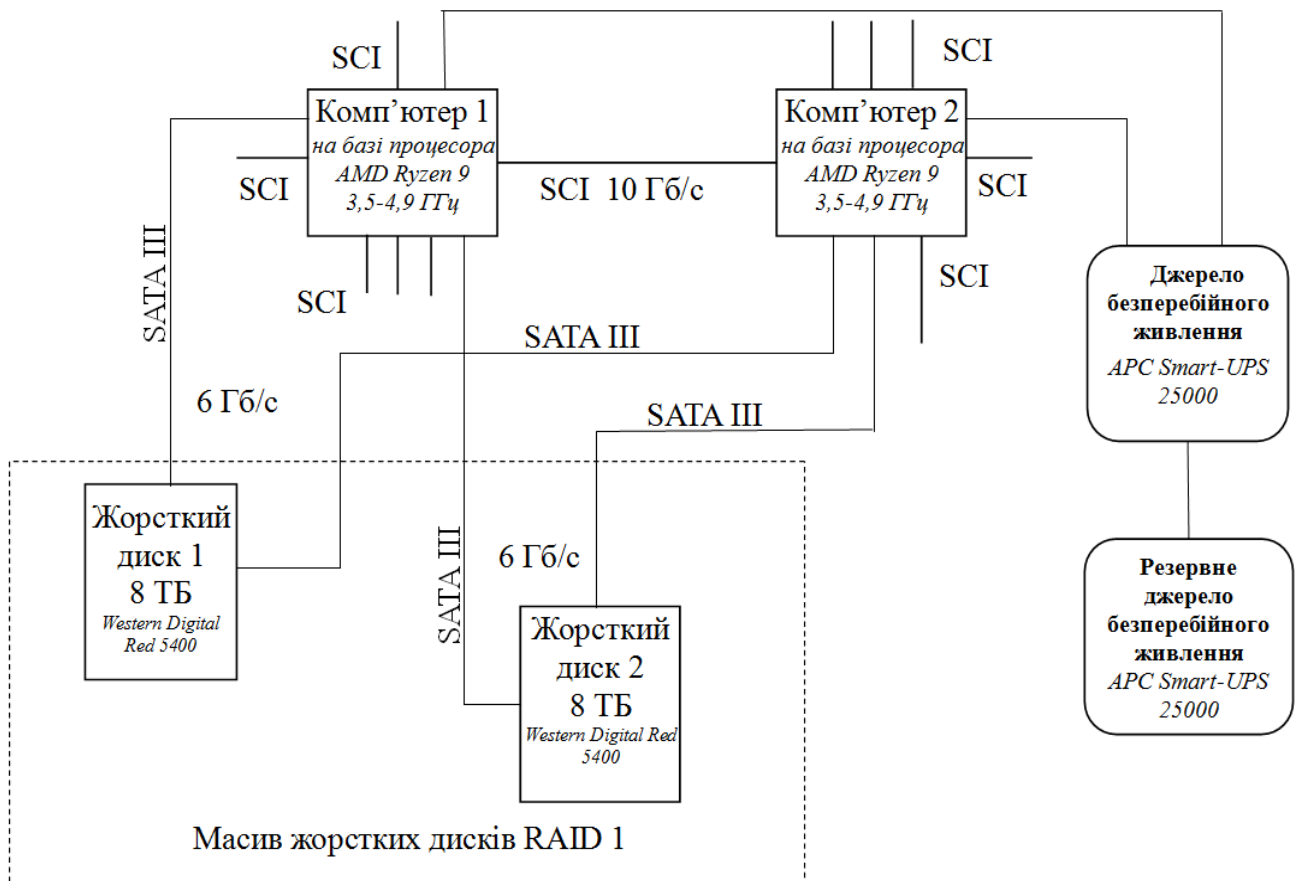 SCI
SCI
Комп’ютер 1
на базі процесора
AMD Ryzen 9
3,5-4,9 ГГц
Комп’ютер 2
на базі процесора
AMD Ryzen 9
3,5-4,9 ГГц
SCI
SCI 10 Гб/с
SCI
SATA III
SCI
SCI
Джерело
безперебійного
живлення
APC Smart-UPS
25000
SATA III
6 Гб/с
SATA III
Жорсткий
диск 1
8 ТБ
Western Digital
Red 5400
SATA III
6 Гб/с
Жорсткий
диск 2
8 ТБ
Western Digital Red
5400
Резервне
джерело
безперебійного
живлення
APC Smart-UPS
25000
Масив жорстких дисків RAID 1